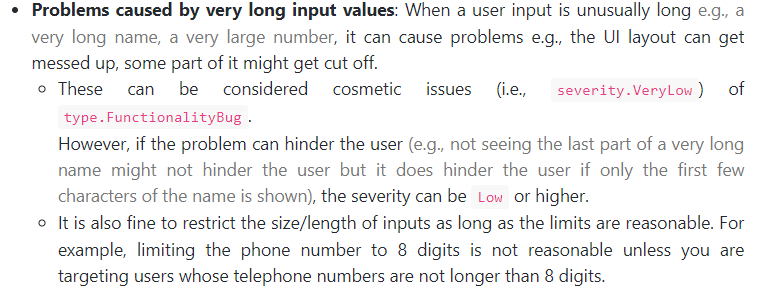 Problems caused by very long input values: When a user input is unusually long e.g., a
very long name, a very large number, it can cause problems e.g., the UI layout can get
messed up, some part of it might get cut off.
These can be considered cosmetic issues (i.e., severity.VeryLow ) of
type.FunctionalityBug .
However, if the problem can hinder the user (e.g., not seeing the last part of a very long
name might not hinder the user but it does hinder the user if only the first few
characters of the name is shown), the severity can be Low or higher.
It is also fine to restrict the size/length of inputs as long as the limits are reasonable. For
example, limiting the phone number to 8 digits is not reasonable unless you are
targeting users whose telephone numbers are not longer than 8 digits.